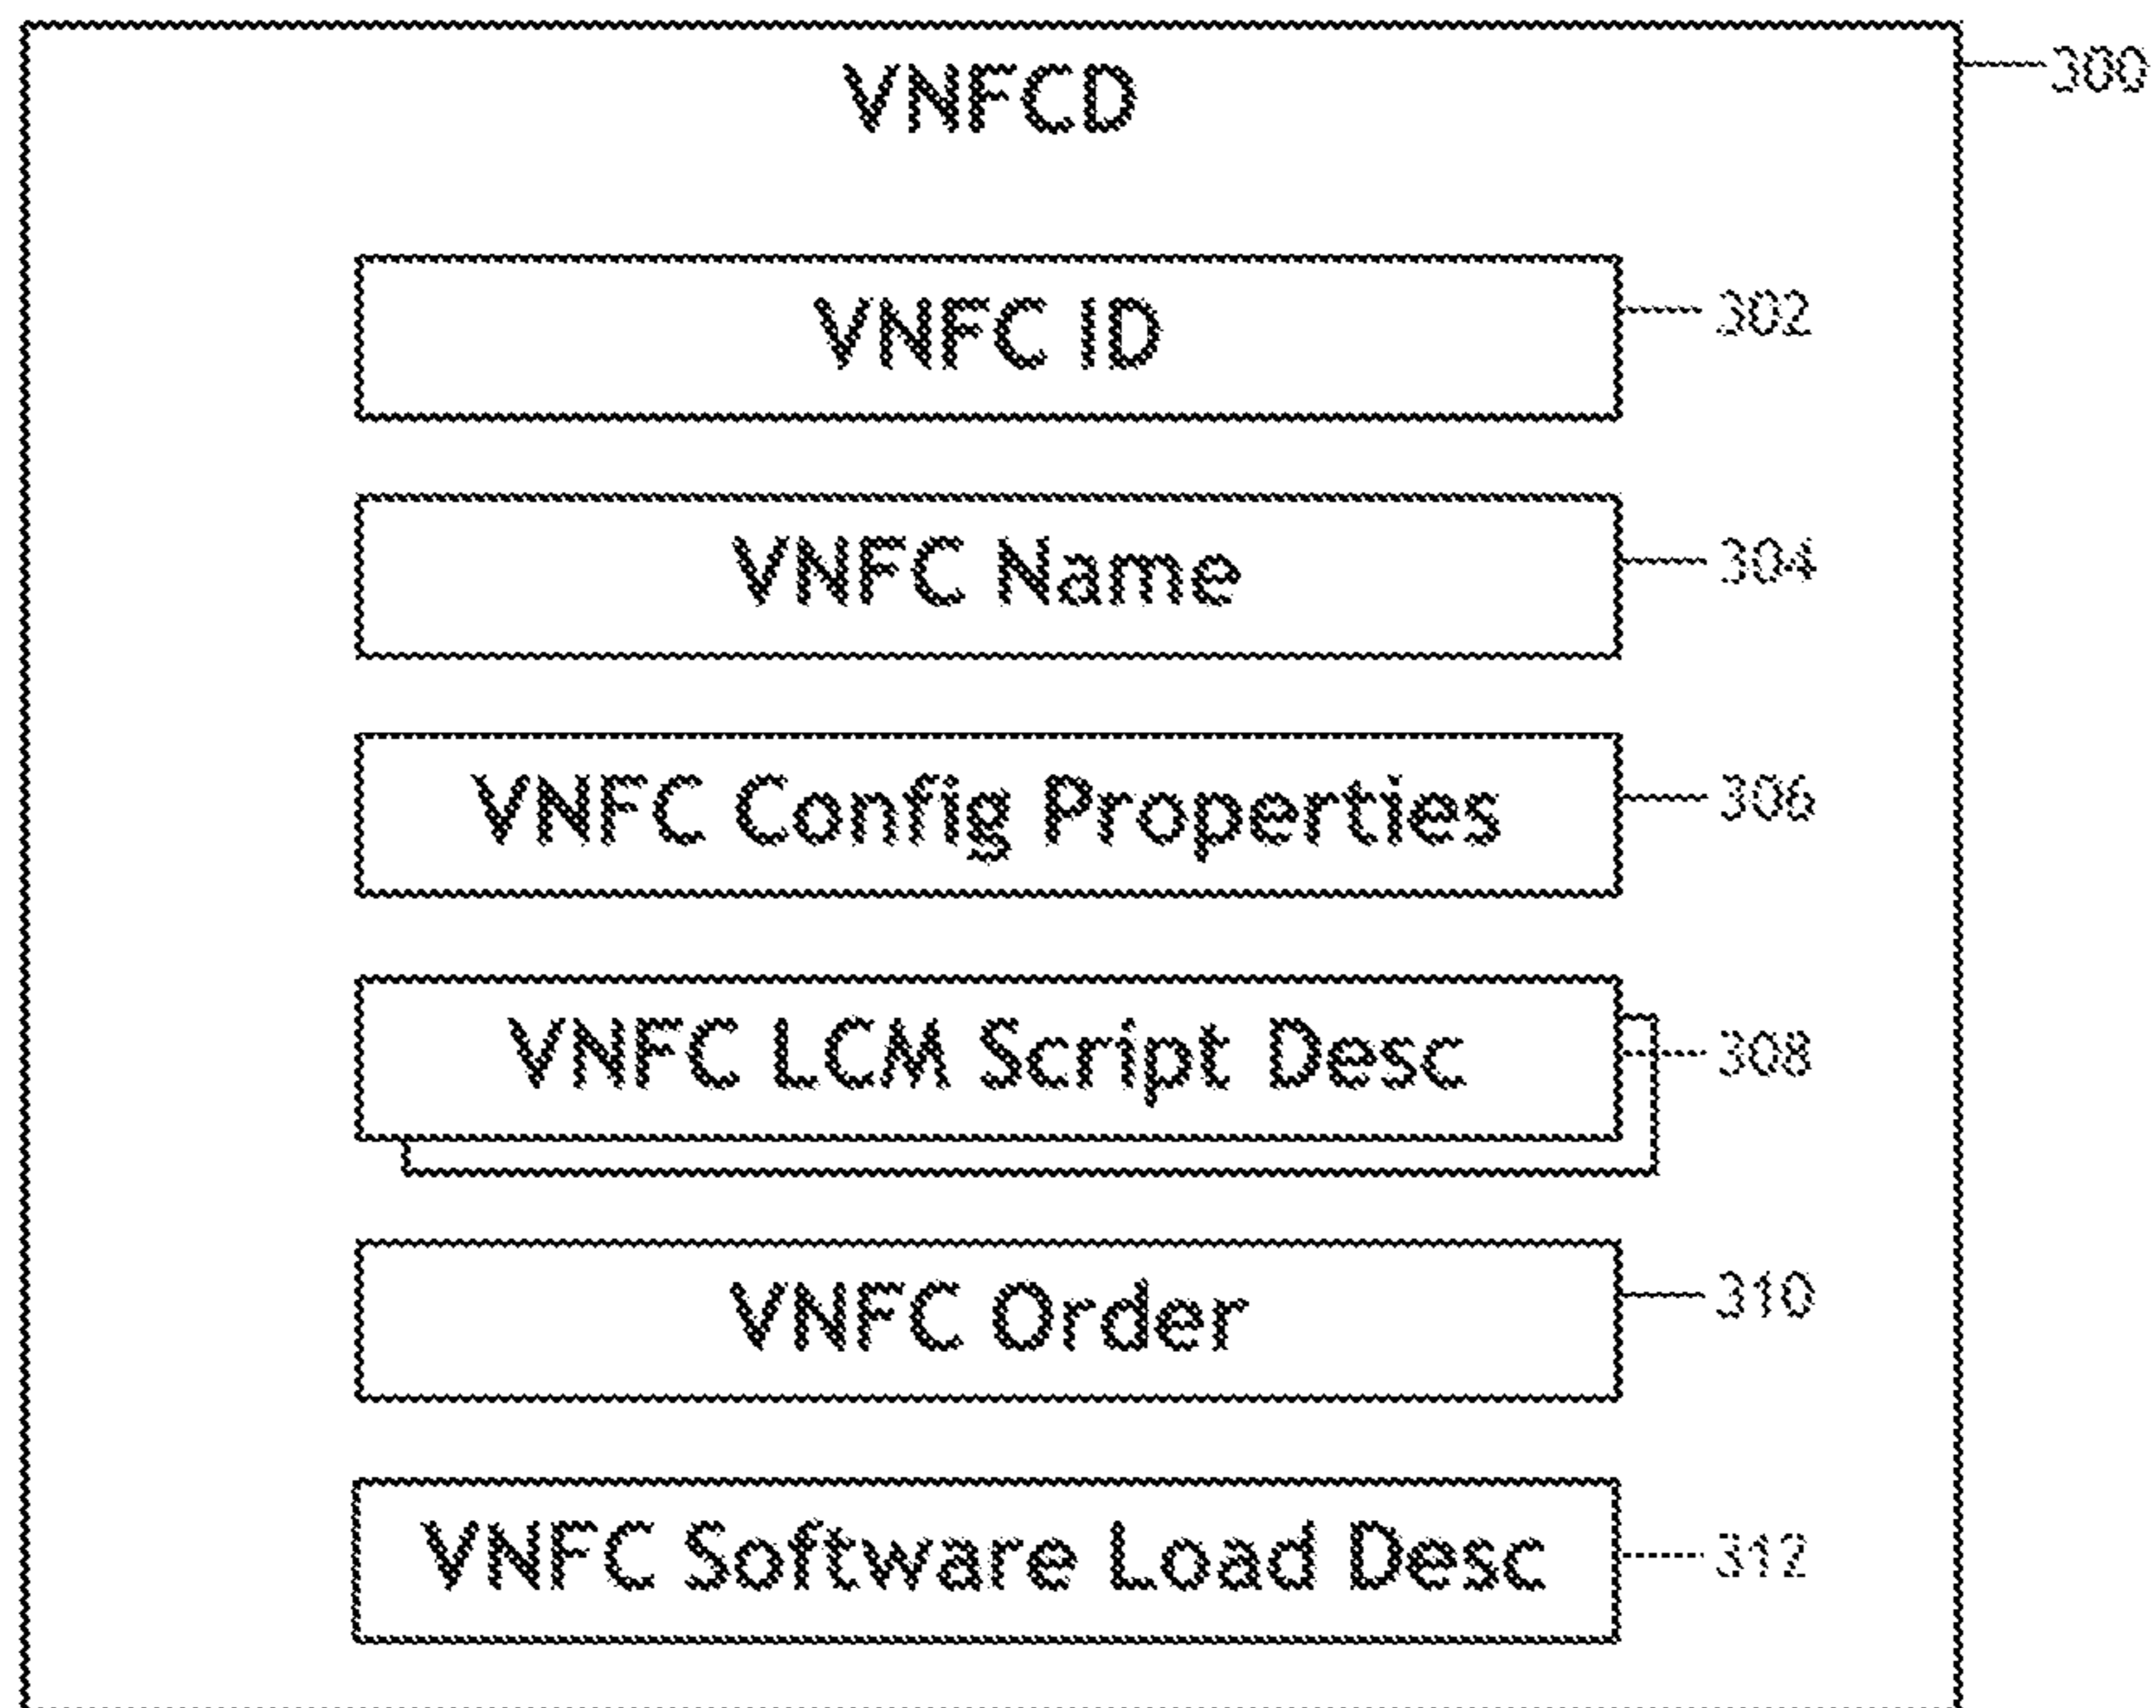 VNFCD
300
VNFC ID
302
VNFC Name
304
VNFC Config Properties
306
VNFC LCM Script Desc
308
VNFC Order
310
VNFC Software Load Desc
312